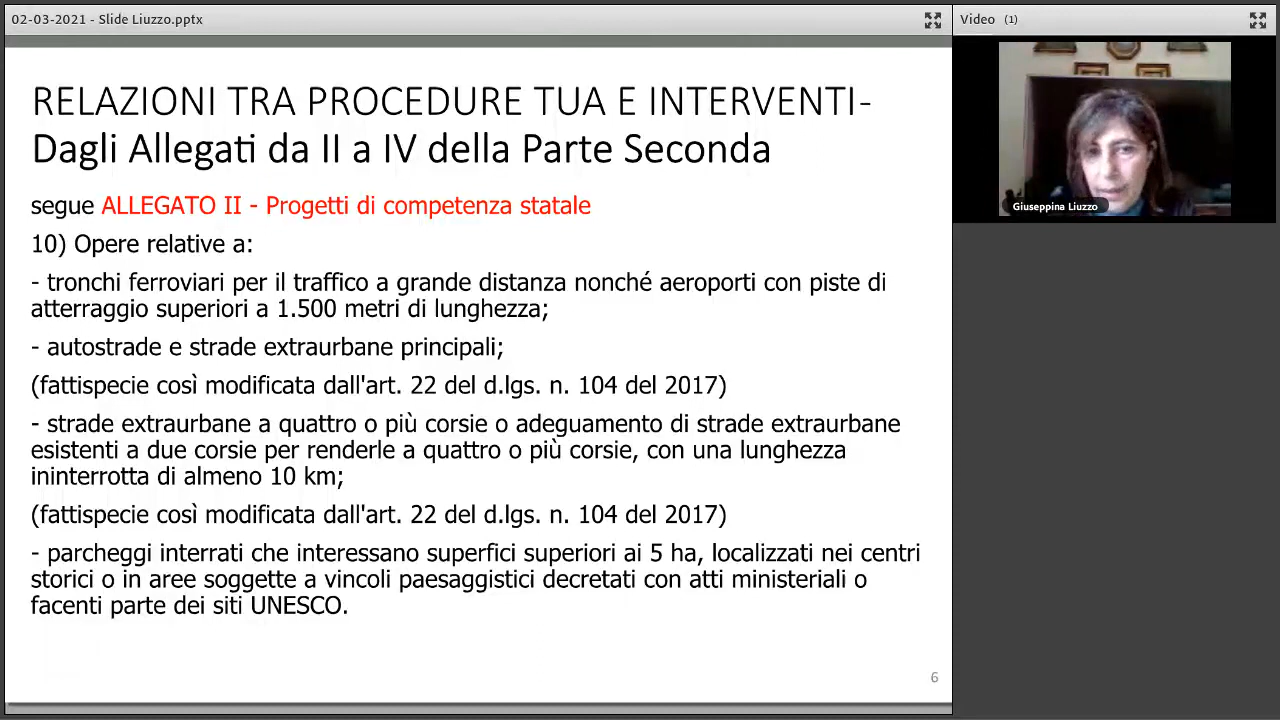 02-03-2021 - Slide Liuzzo.pptx
Video (1)
RELAZIONI TRA PROCEDURE TUA E INTERVENTI-
Dagli Allegati da II a IV della Parte Seconda
segue ALLEGATO II - Progetti di competenza statale
10) Opere relative a:
- tronchi ferroviari per il traffico a grande distanza nonché aeroporti con piste di
atterraggio superiori a 1.500 metri di lunghezza;
- autostrade e strade extraurbane principali;
(fattispecie così modificata dall'art. 22 del d.lgs. n. 104 del 2017)
- strade extraurbane a quattro o più corsie o adeguamento di strade extraurbane
esistenti a due corsie per renderle a quattro o più corsie, con una lunghezza
ininterrotta di almeno 10 km;
(fattispecie così modificata dall'art. 22 del d.lgs. n. 104 del 2017)
- parcheggi interrati che interessano superfici superiori ai 5 ha, localizzati nei centri
storici o in aree soggette a vincoli paesaggistici decretati con atti ministeriali o
facenti parte dei siti UNESCO.
6
Giuseppina Liuzzo